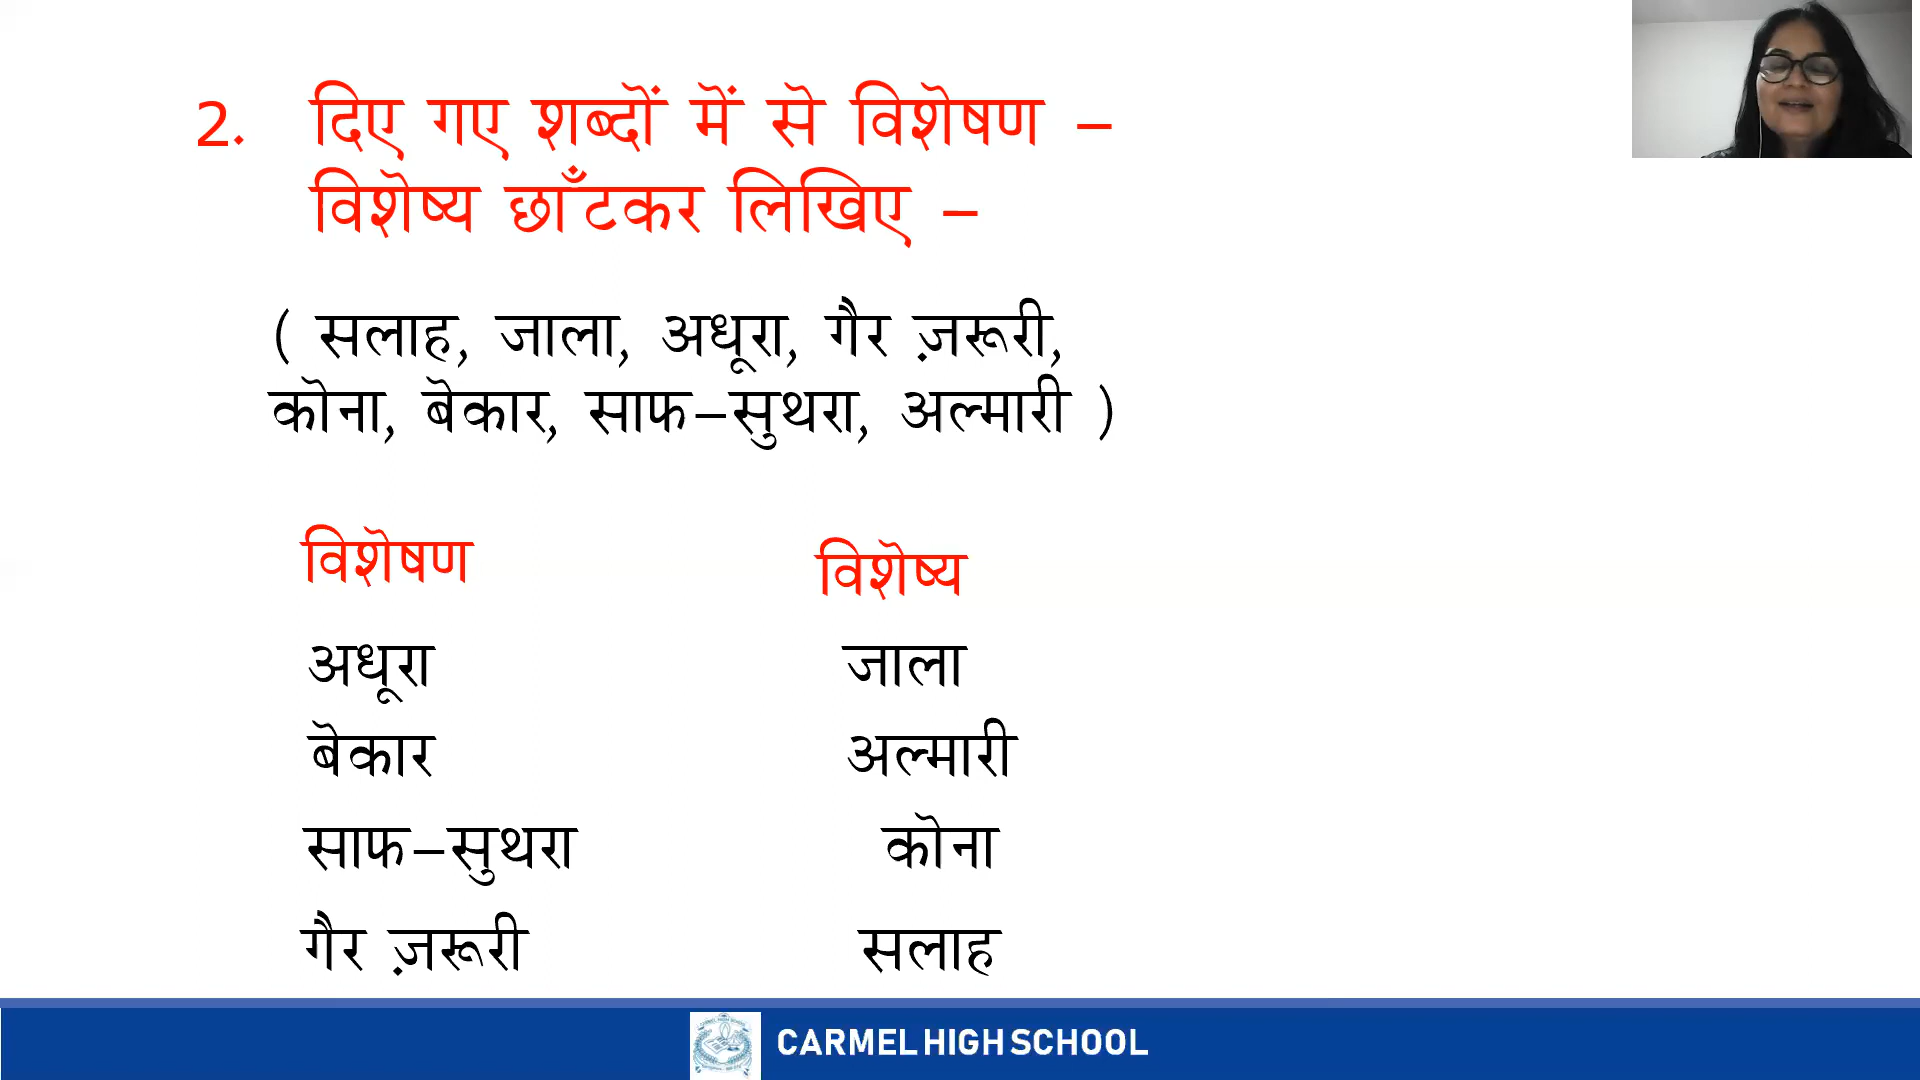 2. दिए गए शब्दों में से विशेषण –
विशेष्य छाँटकर लिखिए –
( सलाह, जाला, अधूरा, गैर ज़रूरी,
कोना, बेकार, साफ–सुथरा, अल्मारी )
विशेषण विशेष्य
अधूरा जाला
बेकार अल्मारी
साफ–सुथरा कोना
गैर ज़रूरी सलाह
CARMEL HIGH SCHOOL